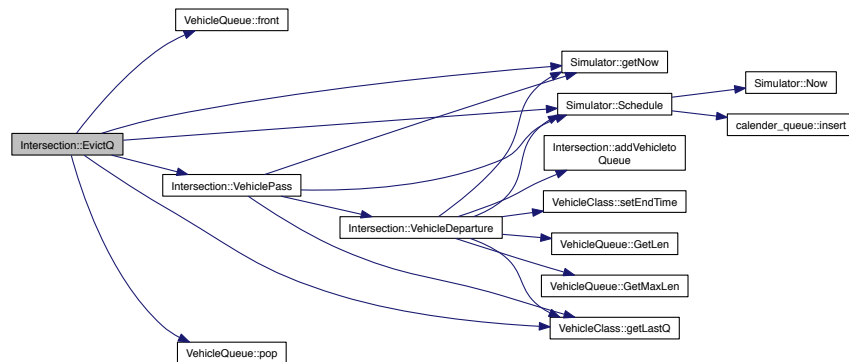 VehicleQueue::front
Simulator::getNow
Simulator::Now
Simulator::Schedule
calender_queue::insert
Intersection::EvictQ
Intersection::addVehicleto
Queue
Intersection::VehiclePass
VehicleClass::setEndTime
Intersection::VehicleDeparture
VehicleQueue::GetLen
VehicleQueue::GetMaxLen
VehicleClass::getLastQ
VehicleQueue::pop